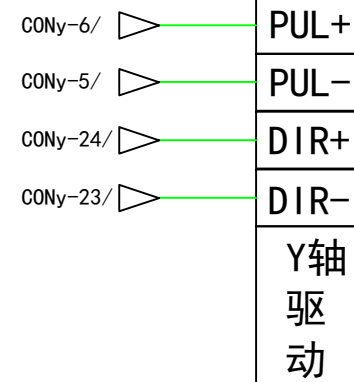 CONy-6/ PUL+
CONy-5/ PUL-
CONy-24/ DIR+
CONy-23/ DIR-
Y轴
驱
动